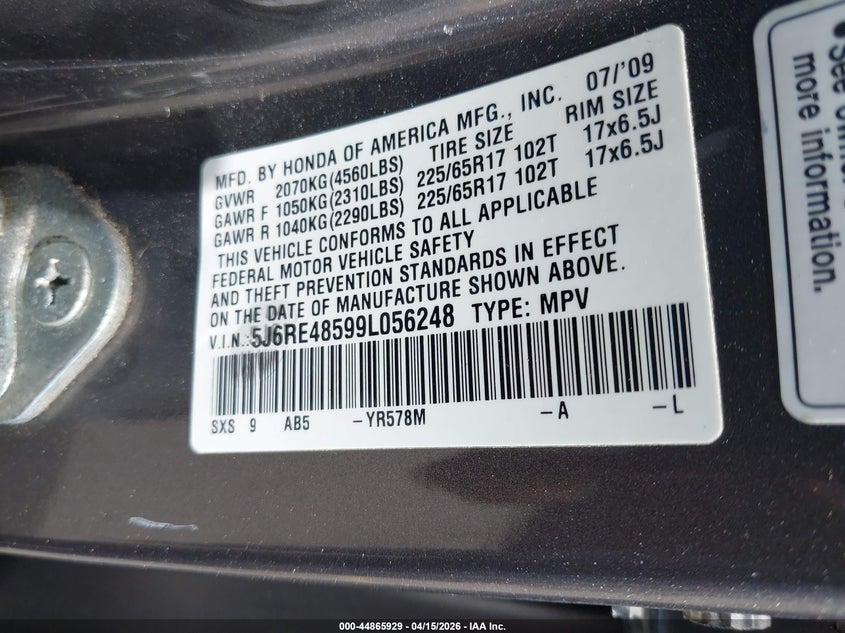 MFD. BY HONDA OF AMERICA MFG., INC. 07/'09
GVWR 2070KG(4560LBS) TIRE SIZE RIM SIZE
GAWR F 1050KG(2310LBS) 225/65R17 102T 17x6.5J
GAWR R 1040KG(2290LBS) 225/65R17 102T 17x6.5J
THIS VEHICLE CONFORMS TO ALL APPLICABLE
FEDERAL MOTOR VEHICLE SAFETY
AND THEFT PREVENTION STANDARDS IN EFFECT
ON THE DATE OF MANUFACTURE SHOWN ABOVE.
V.I.N.:5J6RE48599L056248 TYPE: MPV
SXS 9 AB5 -YR578M -A -L
•See
more information.
000-44865929 - 04/15/2026 - IAA Inc.